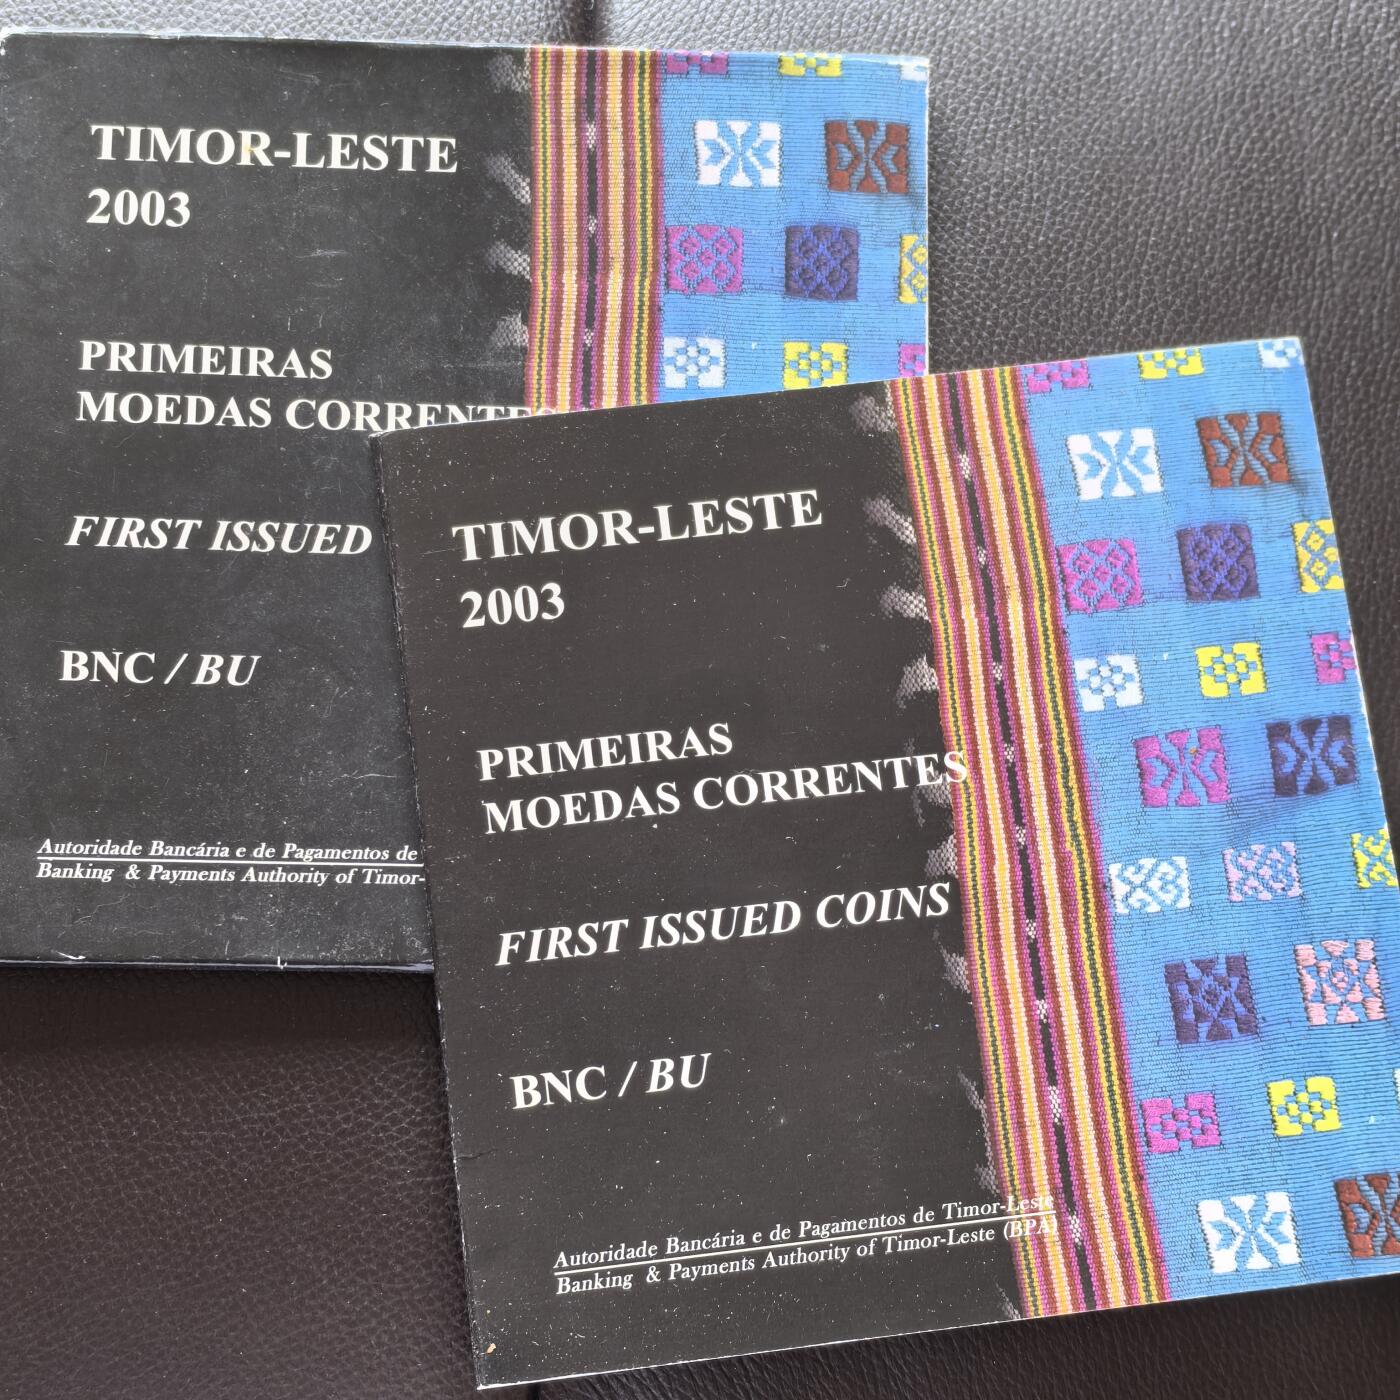 TIMOR-LESTE
2003
PRIMEIRAS
MOEDAS CORRENTES
FIRST ISSUED
BNC / BU
Autoridade Bancária e de Pagamentos de
Banking & Payments Authority of Timor-
TIMOR-LESTE
2003
PRIMEIRAS
MOEDAS CORRENTES
FIRST ISSUED COINS
BNC / BU
Autoridade Bancária e de Pagamentos de Timor-Leste
Banking & Payments Authority of Timor-Leste (BPA)